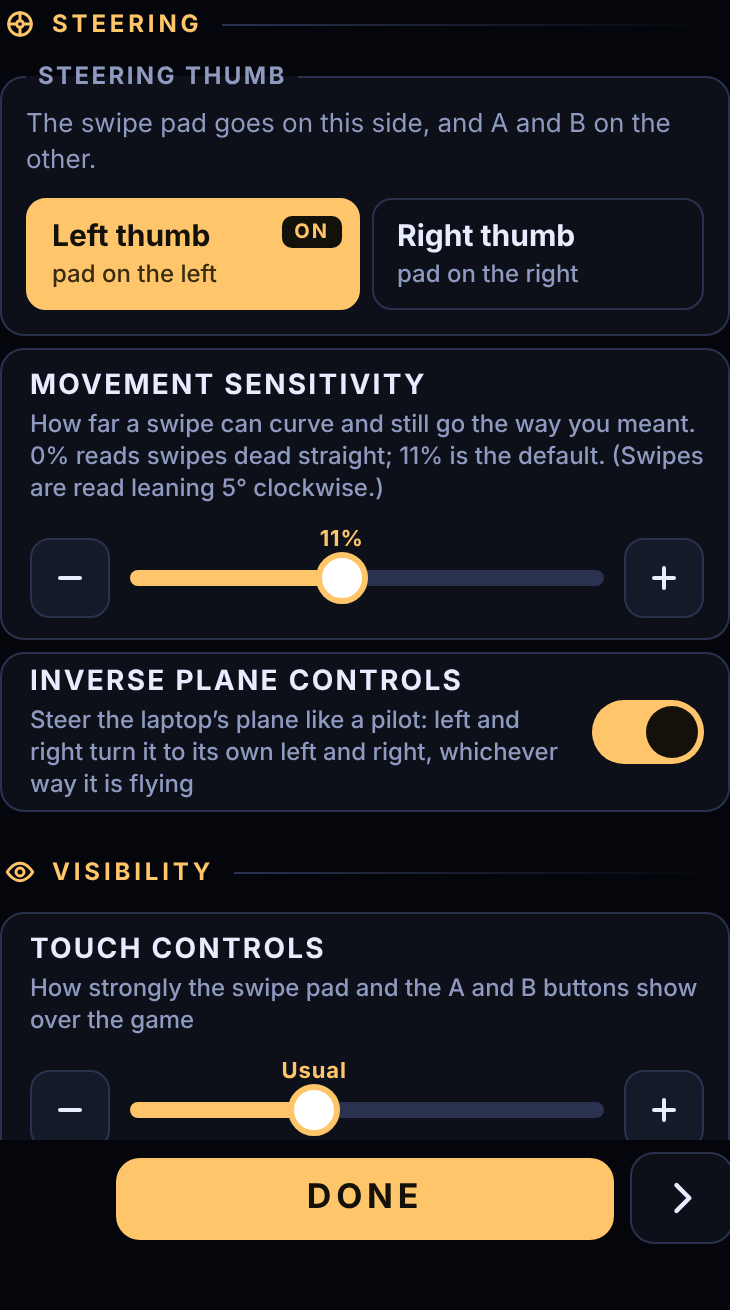 STEERING
STEERING THUMB
The swipe pad goes on this side, and A and B on the
other.
Left thumb
ON
pad on the left
Right thumb
pad on the right
MOVEMENT SENSITIVITY
How far a swipe can curve and still go the way you meant.
0% reads swipes dead straight; 11% is the default. (Swipes
are read leaning 5° clockwise.)
11%
INVERSE PLANE CONTROLS
Steer the laptop’s plane like a pilot: left and
right turn it to its own left and right, whichever
way it is flying
VISIBILITY
TOUCH CONTROLS
How strongly the swipe pad and the A and B buttons show
over the game
Usual
DONE